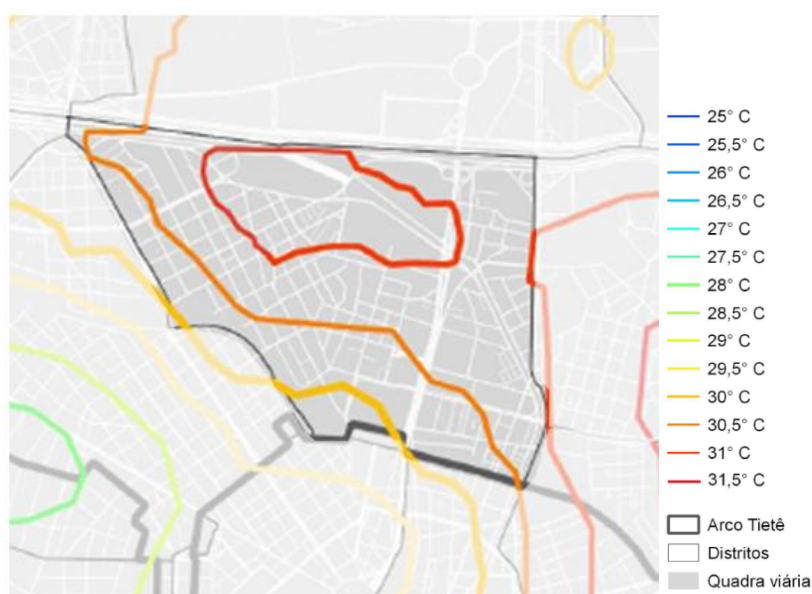 25° C
25,5° C
26° C
26,5° C
27° C
27,5° C
28° C
28,5° C
29° C
29,5° C
30° C
30,5° C
31° C
31,5° C
Arco Tietê
Distritos
Quadra viária